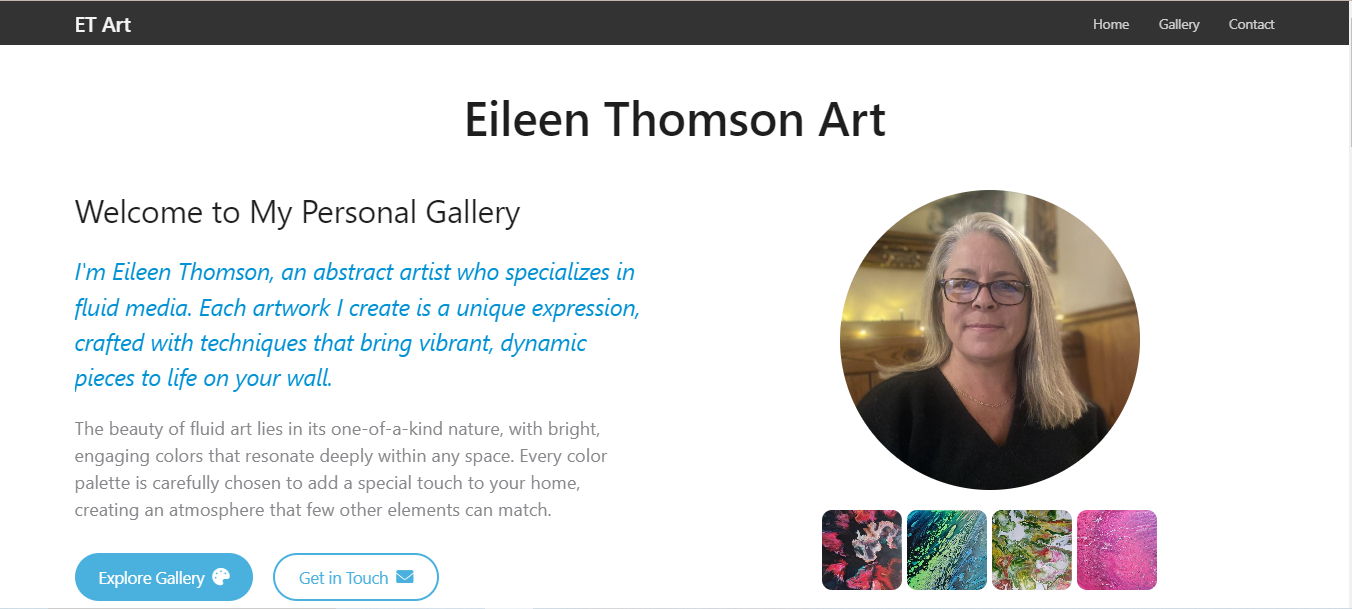 ET Art
Home
Gallery
Contact
Eileen Thomson Art
Welcome to My Personal Gallery
I'm Eileen Thomson, an abstract artist who specializes in
fluid media. Each artwork I create is a unique expression,
crafted with techniques that bring vibrant, dynamic
pieces to life on your wall.
The beauty of fluid art lies in its one-of-a-kind nature, with bright,
engaging colors that resonate deeply within any space. Every color
palette is carefully chosen to add a special touch to your home,
creating an atmosphere that few other elements can match.
Explore Gallery
Get in Touch